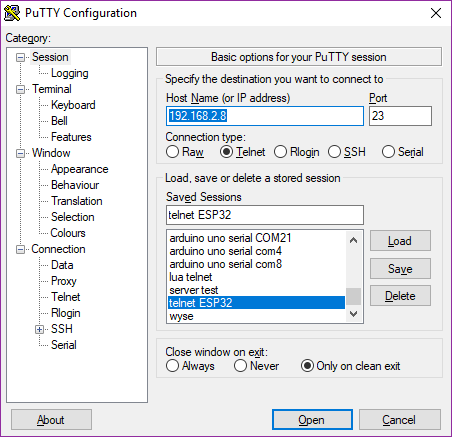 PuTTY Configuration
Category:
Session
Logging
Terminal
Keyboard
Bell
Features
Window
Appearance
Behaviour
Translation
Selection
Colours
Connection
Data
Proxy
Telnet
Rlogin
SSH
Serial
Basic options for your PuTTY session
Specify the destination you want to connect to
Host Name (or IP address) Port
192.168.2.8 23
Connection type:
Raw Telnet Rlogin SSH Serial
Load, save or delete a stored session
Saved Sessions
telnet ESP32
arduino uno serial COM21
arduino uno serial com4
arduino uno serial com8
lua telnet
server test
telnet ESP32
wyse
Load
Save
Delete
Close window on exit:
Always Never Only on clean exit
About Open Cancel